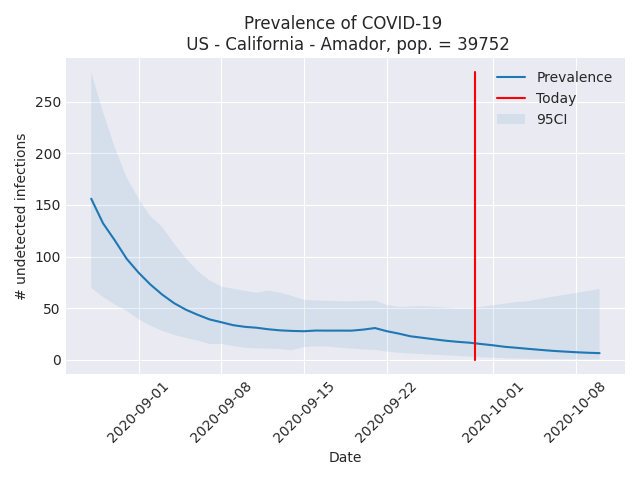 Prevalence of COVID-19
US - California - Amador, pop. = 39752
Prevalence
Today
95CI
250
200
150
100
50
0
# undetected infections
2020-09-01
2020-09-08
2020-09-15
2020-09-22
2020-10-01
2020-10-08
Date